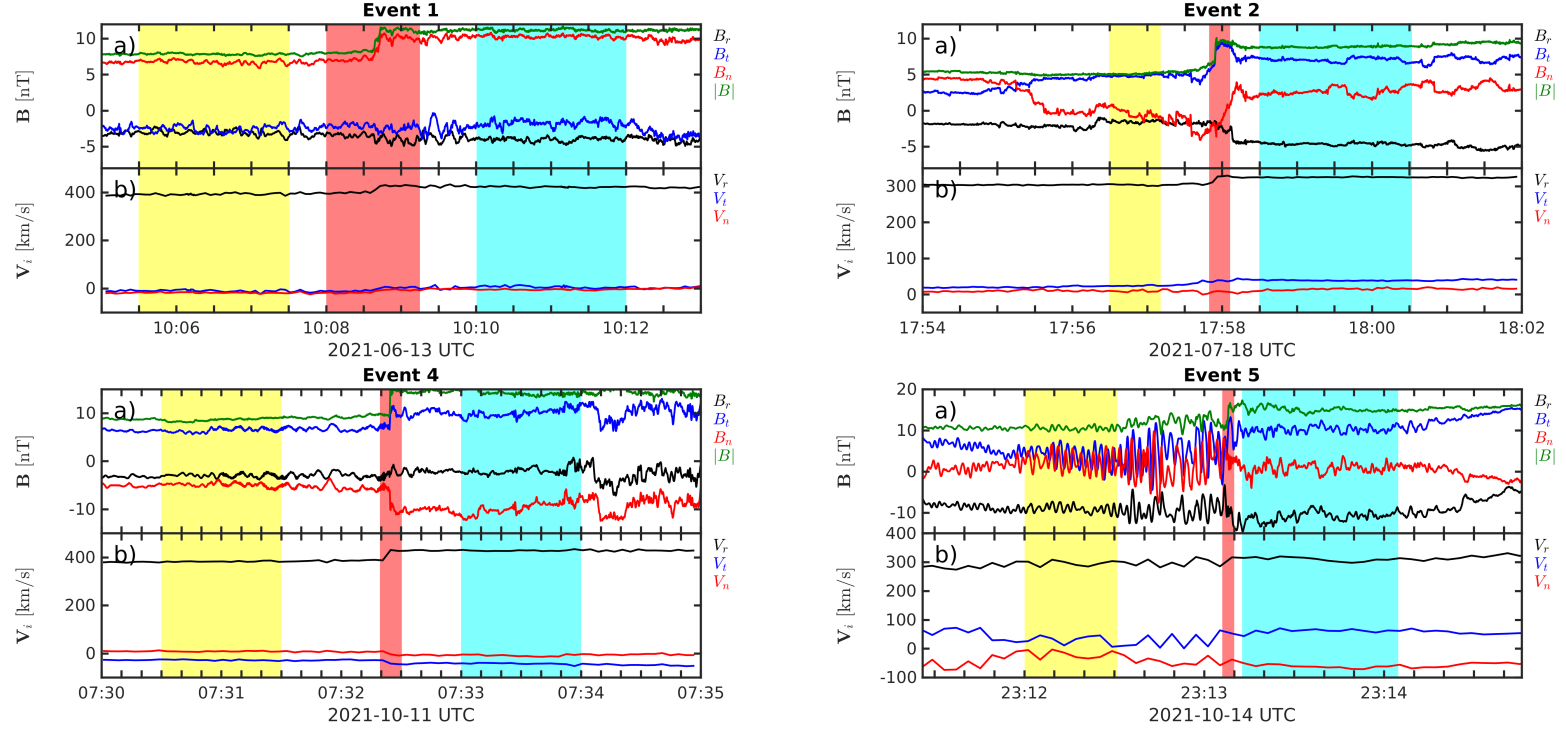 Event 1
a)
B [nT]
10
5
0
-5
B_r
B_t
B_n
|B|
b)
V_i [km/s]
400
200
0
V_r
V_t
V_n
10:06 10:08 10:10 10:12
2021-06-13 UTC
Event 2
a)
B [nT]
10
5
0
-5
B_r
B_t
B_n
|B|
b)
V_i [km/s]
300
200
100
0
V_r
V_t
V_n
17:54 17:56 17:58 18:00 18:02
2021-07-18 UTC
Event 4
a)
B [nT]
10
0
-10
B_r
B_t
B_n
|B|
b)
V_i [km/s]
400
200
0
V_r
V_t
V_n
07:30 07:31 07:32 07:33 07:34 07:35
2021-10-11 UTC
Event 5
a)
B [nT]
20
10
0
-10
B_r
B_t
B_n
|B|
b)
V_i [km/s]
400
300
200
100
0
-100
V_r
V_t
V_n
23:12 23:13 23:14
2021-10-14 UTC